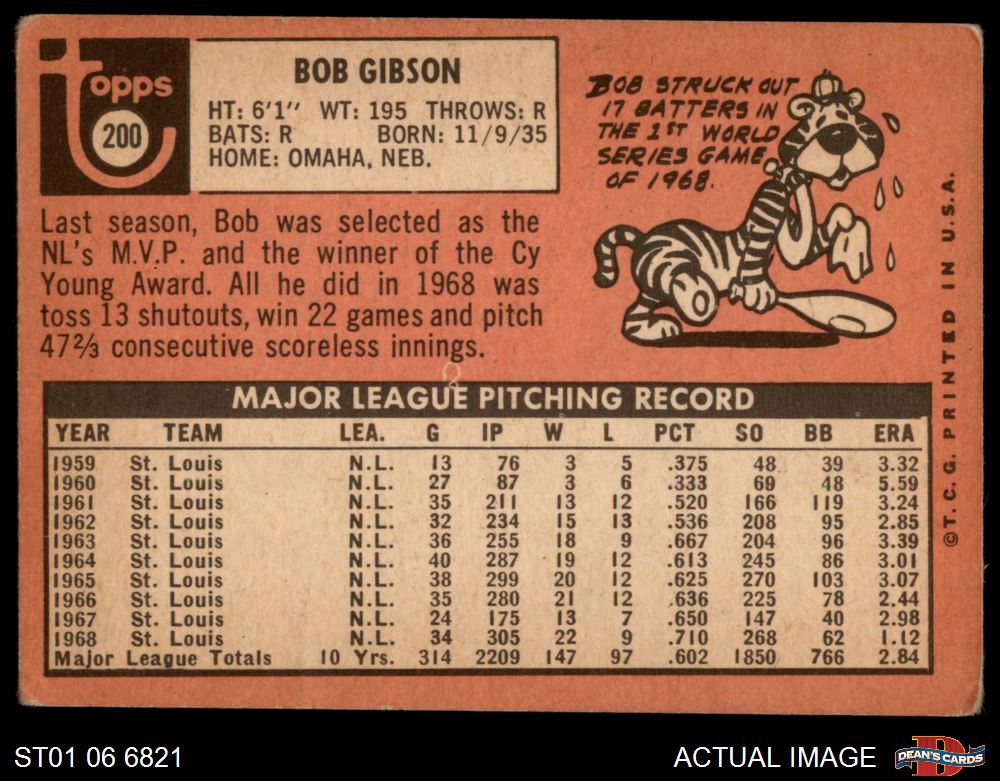 topps
200
BOB GIBSON
HT: 6'1" WT: 195 THROWS: R
BATS: R BORN: 11/9/35
HOME: OMAHA, NEB.
BOB STRUCK OUT
17 BATTERS IN
THE 1ST WORLD
SERIES GAME
OF 1968.
Last season, Bob was selected as the
NL's M.V.P. and the winner of the Cy
Young Award. All he did in 1968 was
toss 13 shutouts, win 22 games and pitch
47⅔ consecutive scoreless innings.
MAJOR LEAGUE PITCHING RECORD
YEAR TEAM LEA. G IP W L PCT SO BB ERA
1959 St. Louis N.L. 13 76 3 5 .375 48 39 3.32
1960 St. Louis N.L. 27 87 3 6 .333 69 48 5.59
1961 St. Louis N.L. 35 211 13 12 .520 166 119 3.24
1962 St. Louis N.L. 32 234 15 13 .536 208 95 2.85
1963 St. Louis N.L. 36 255 18 9 .667 204 96 3.39
1964 St. Louis N.L. 40 287 19 12 .613 245 86 3.01
1965 St. Louis N.L. 38 299 20 12 .625 270 103 3.07
1966 St. Louis N.L. 35 280 21 12 .636 225 78 2.44
1967 St. Louis N.L. 24 175 13 7 .650 147 40 2.98
1968 St. Louis N.L. 34 305 22 9 .710 268 62 1.12
Major League Totals 10 Yrs. 314 2209 147 97 .602 1850 766 2.84
©T.C.G. PRINTED IN U.S.A.
ST01 06 6821
ACTUAL IMAGE
D
DEAN'S CARDS